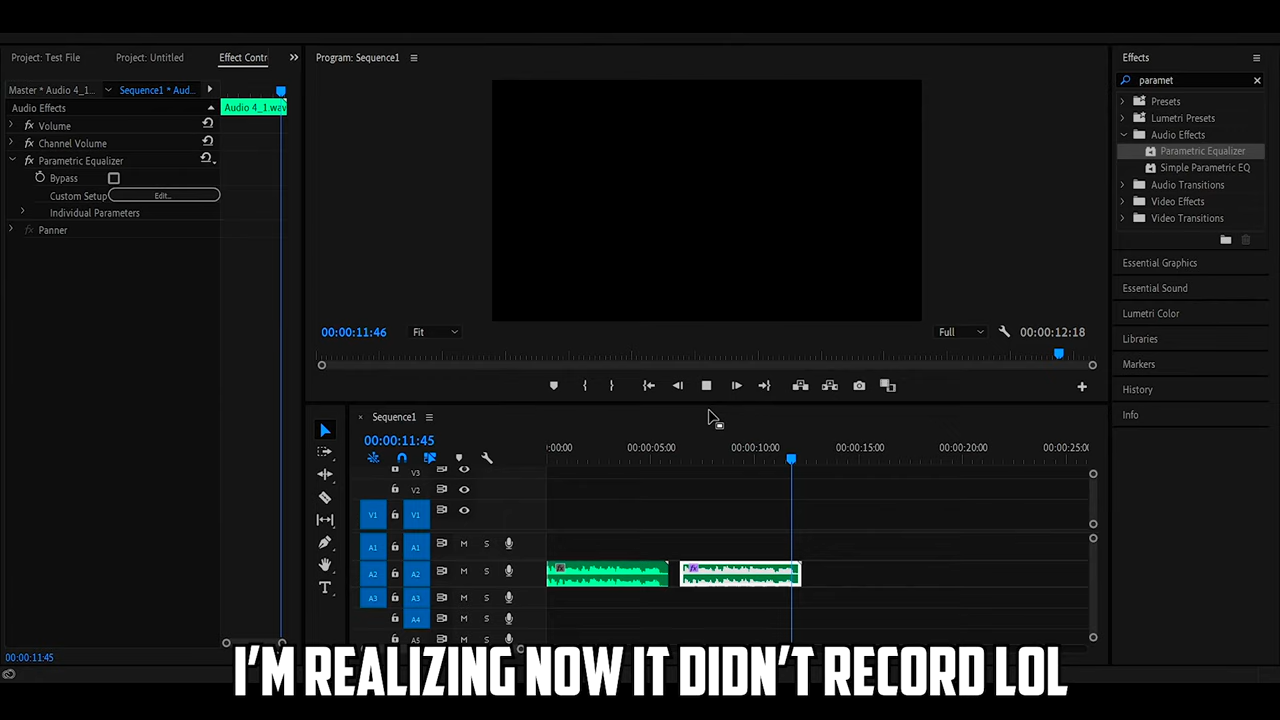 Project: Test File
Project: Untitled
Effect Contr
Program: Sequence1
Effects
Master * Audio 4_1...
Sequence1 * Aud...
Audio Effects
Audio 4_1.wav
Volume
Channel Volume
Parametric Equalizer
Bypass
Custom Setup
Edit...
Individual Parameters
Panner
00:00:11:46
Fit
Full
00:00:12:18
paramet
Presets
Lumetri Presets
Audio Effects
Parametric Equalizer
Simple Parametric EQ
Audio Transitions
Video Effects
Video Transitions
Essential Graphics
Essential Sound
Lumetri Color
Libraries
Markers
History
Info
Sequence1
00:00:11:45
:00:00
00:00:05:00
00:00:10:00
00:00:15:00
00:00:20:00
00:00:25:0
V3
V2
V1 V1
A1 A1 M S
A2 A2 M S
fx
fx
A3 A3 M S
A4 M S
A5 M S
T
00:00:11:45
I'M REALIZING NOW IT DIDN'T RECORD LOL